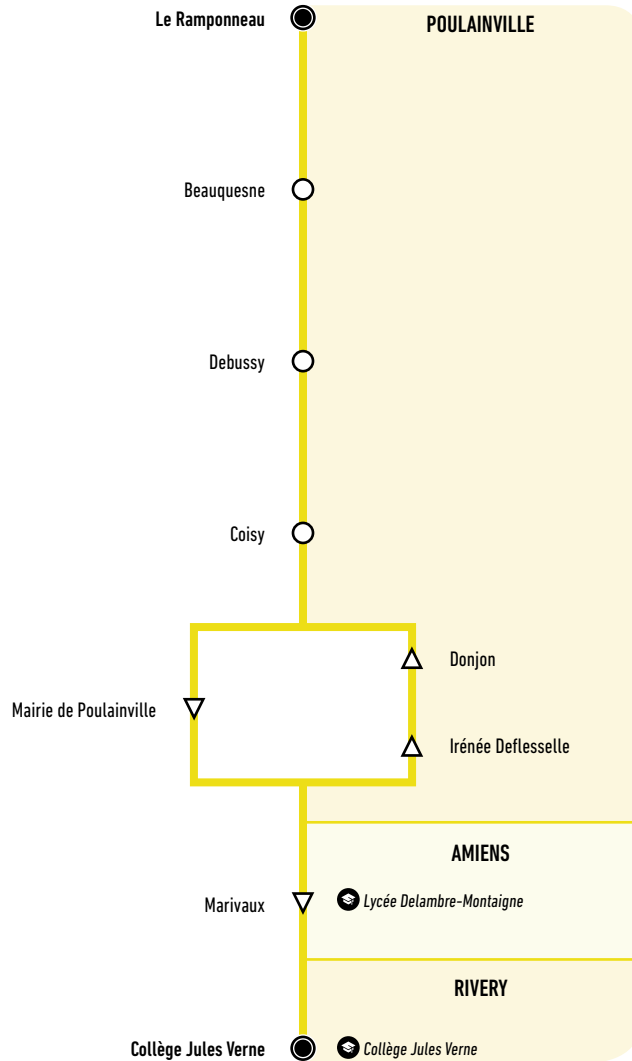 Le Ramponneau
POULAINVILLE
Beauquesne
Debussy
Coisy
Donjon
Mairie de Poulainville
Irénée Deflesselle
AMIENS
Marivaux
Lycée Delambre-Montaigne
RIVERY
Collège Jules Verne
Collège Jules Verne